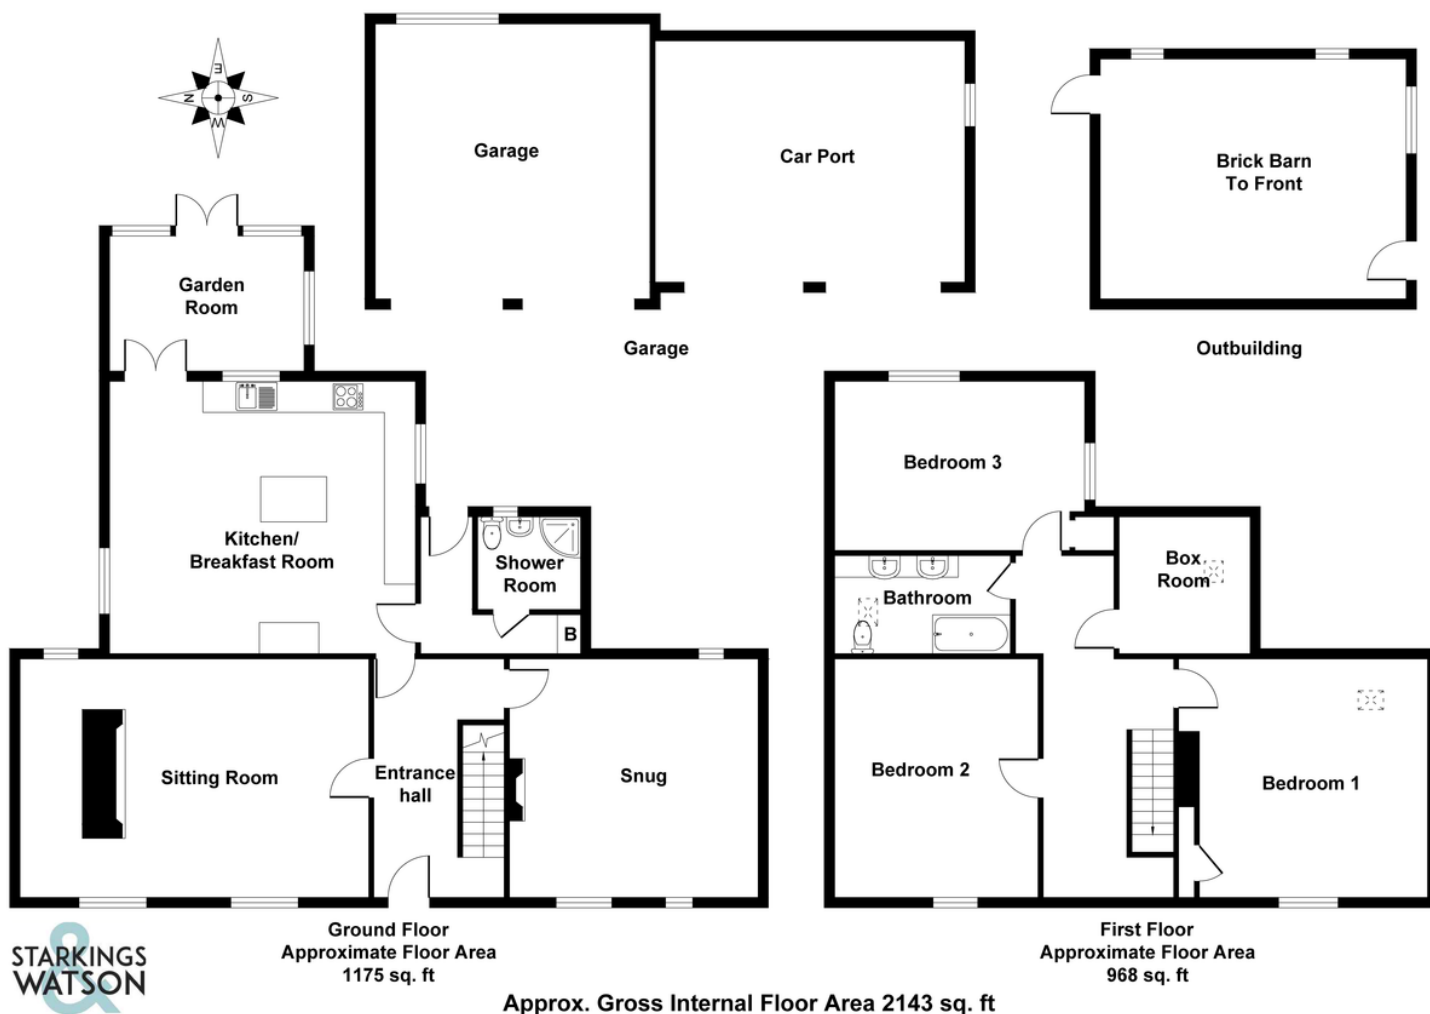 E
N
S
W
Garage
Car Port
Brick Barn
To Front
Garden
Room
Garage
Outbuilding
Kitchen/
Breakfast Room
Shower
Room
B
Bedroom 3
Bathroom
Box
Room
Sitting Room
Entrance
hall
Snug
Bedroom 2
Bedroom 1
Ground Floor
Approximate Floor Area
1175 sq. ft
First Floor
Approximate Floor Area
968 sq. ft
&
STARKINGS
WATSON
Approx. Gross Internal Floor Area 2143 sq. ft